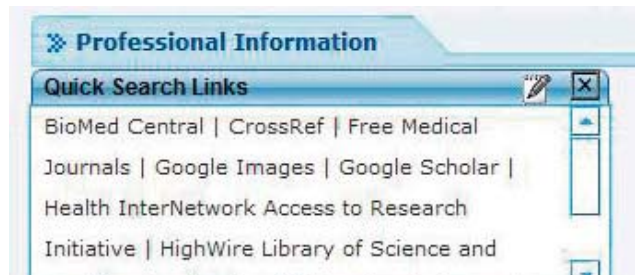 Professional Information
Quick Search Links
BioMed Central | CrossRef | Free Medical
Journals | Google Images | Google Scholar |
Health InterNetwork Access to Research
Initiative | HighWire Library of Science and